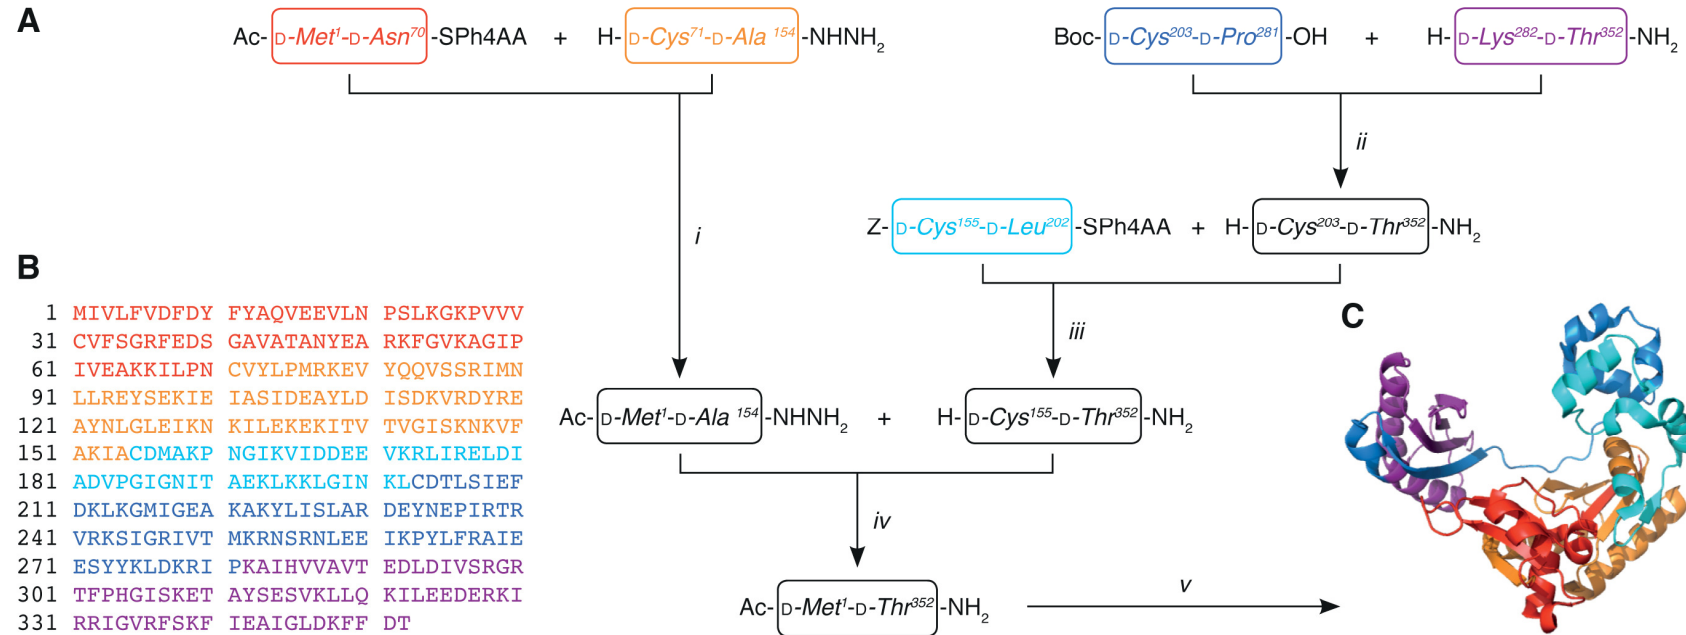 A
Ac- D-Met¹-D-Asn⁷⁰ -SPh4AA + H- D-Cys⁷¹-D-Ala ¹⁵⁴ -NHNH₂
Boc- D-Cys²⁰³-D-Pro²⁸¹ -OH + H- D-Lys²⁸²-D-Thr³⁵² -NH₂
ii
Z- D-Cys¹⁵⁵-D-Leu²⁰² -SPh4AA + H- D-Cys²⁰³-D-Thr³⁵² -NH₂
i
iii
Ac- D-Met¹-D-Ala ¹⁵⁴ -NHNH₂ + H- D-Cys¹⁵⁵-D-Thr³⁵² -NH₂
iv
Ac- D-Met¹-D-Thr³⁵² -NH₂
v
B
1 MIVLFVDFDY FYAQVEEVLN PSLKGKPVVV
31 CVFSGRFEDS GAVATANYEA RKFGVKAGIP
61 IVEAKKILPN CVYLPMRKEV YQQVSSRIMN
91 LLREYSEKIE IASIDEAYLD ISDKVRDYRE
121 AYNLGLEIKN KILEKEKITV TVGISKNKVF
151 AKIACDMAKP NGIKVIDDEE VKRLIRELDI
181 ADVPGIGNIT AEKLKKLGIN KLCDTLSIEF
211 DKLKGMIGEA KAKYLISLAR DEYNEPIRTR
241 VRKSIGRIVT MKRNSRNLEE IKPYLFRAIE
271 ESYYKLDKRI PKAIHVVAVT EDLDIVSRGR
301 TFPHGISKET AYSESVKLLQ KILEEDERKI
331 RRIGVRFSKF IEAIGLDKFF DT
C